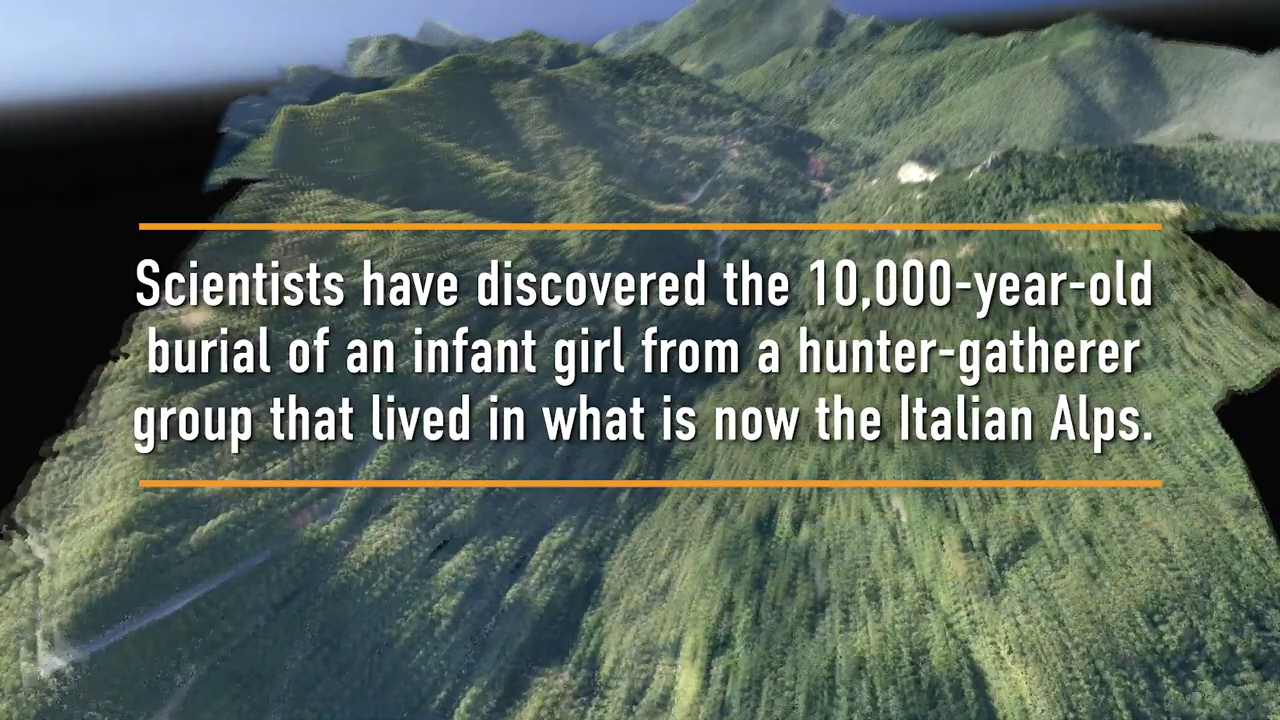 Scientists have discovered the 10,000-year-old
burial of an infant girl from a hunter-gatherer
group that lived in what is now the Italian Alps.